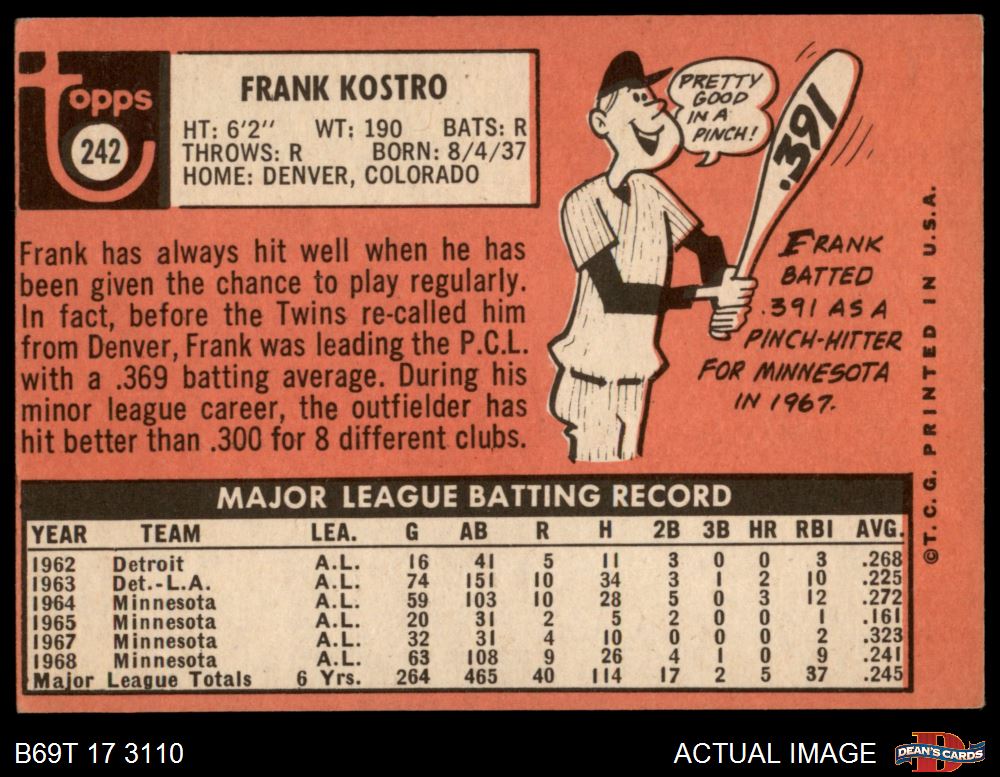 topps
242
FRANK KOSTRO
HT: 6'2" WT: 190 BATS: R
THROWS: R BORN: 8/4/37
HOME: DENVER, COLORADO
Frank has always hit well when he has
been given the chance to play regularly.
In fact, before the Twins re-called him
from Denver, Frank was leading the P.C.L.
with a .369 batting average. During his
minor league career, the outfielder has
hit better than .300 for 8 different clubs.
PRETTY
GOOD
IN A
PINCH!
.391
FRANK
BATTED
.391 AS A
PINCH-HITTER
FOR MINNESOTA
IN 1967.
©T. C. G. PRINTED IN U.S.A.
MAJOR LEAGUE BATTING RECORD
YEAR TEAM LEA. G AB R H 2B 3B HR RBI AVG.
1962 Detroit A.L. 16 41 5 11 3 0 0 3 .268
1963 Det.-L.A. A.L. 74 151 10 34 3 1 2 10 .225
1964 Minnesota A.L. 59 103 10 28 5 0 3 12 .272
1965 Minnesota A.L. 20 31 2 5 2 0 0 1 .161
1967 Minnesota A.L. 32 31 4 10 0 0 0 2 .323
1968 Minnesota A.L. 63 108 9 26 4 1 0 9 .241
Major League Totals 6 Yrs. 264 465 40 114 17 2 5 37 .245
B69T 17 3110
ACTUAL IMAGE
D
DEAN'S CARDS